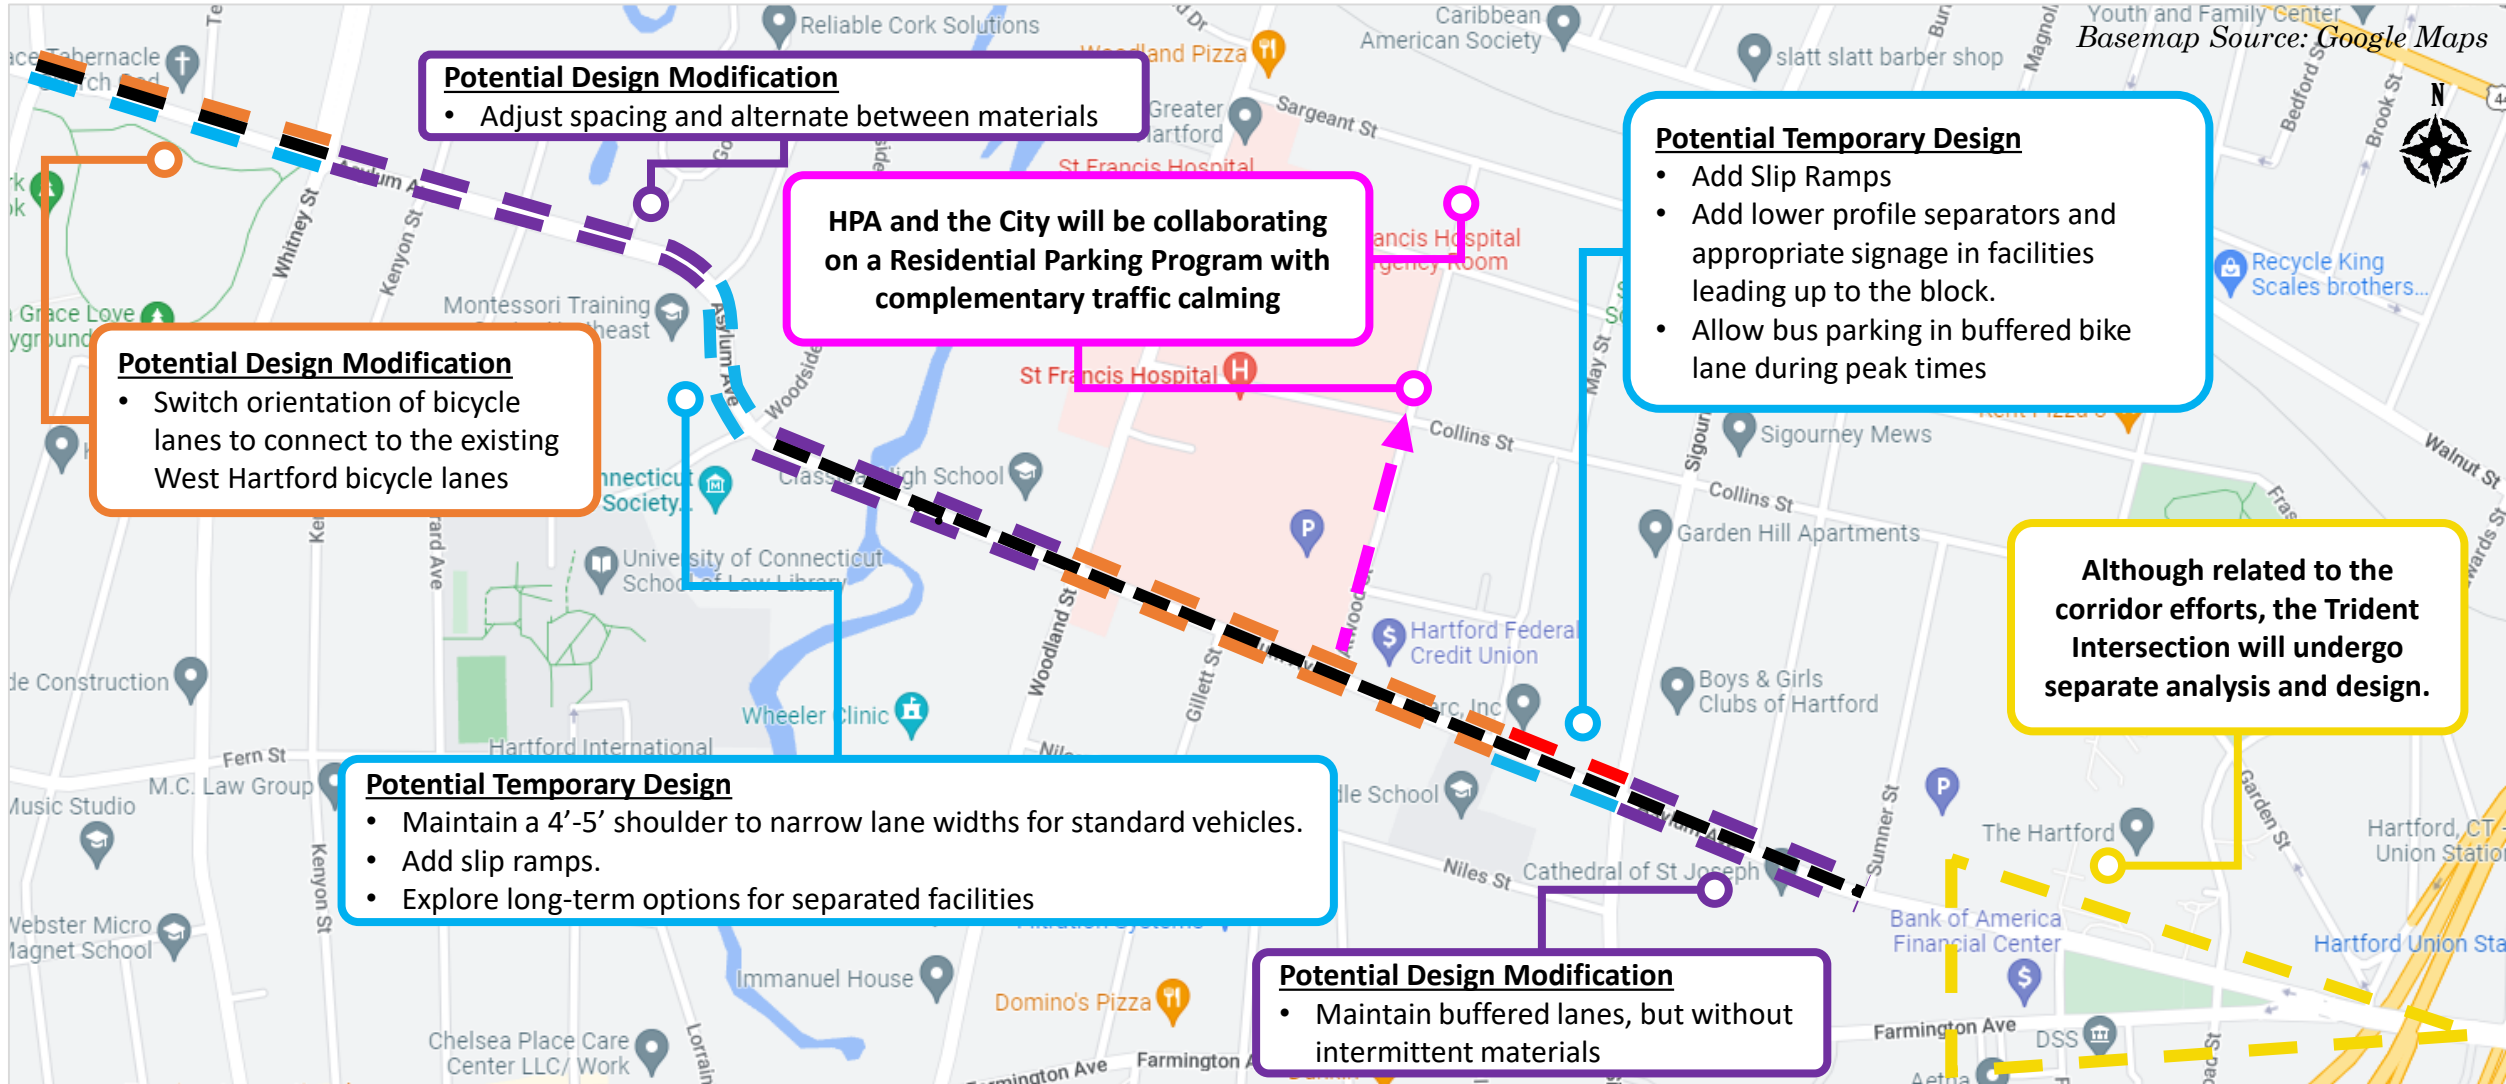 Reliable Cork Solutions
Caribbean
American Society
Youth and Family Center
Basemap Source: Google Maps
slatt slatt barber shop
Woodland Pizza
Bedford St
Brook St
N
Potential Design Modification
• Adjust spacing and alternate between materials
Greater
Sargeant St
St Francis Hospital
HPA and the City will be collaborating
on a Residential Parking Program with
complementary traffic calming
Potential Temporary Design
• Add Slip Ramps
• Add lower profile separators and
appropriate signage in facilities
leading up to the block.
• Allow bus parking in buffered bike
lane during peak times
Whitney St
Kenyon St
Recycle King
Scales brothers...
Montessori Training
Asylum Ave
Woodside
St Francis Hospital
H
May St
Potential Design Modification
• Switch orientation of bicycle
lanes to connect to the existing
West Hartford bicycle lanes
Collins St
Sigourney Mews
Walnut St
Society...
Collins St
Garden Hill Apartments
P
University of Connecticut
School of Law Library
Although related to the
corridor efforts, the Trident
Intersection will undergo
separate analysis and design.
Woodland St
Gillett St
Atwood St
Hartford Federal
Credit Union
Boys & Girls
Clubs of Hartford
Wheeler Clinic
Hartford International
Fern St
M.C. Law Group
Music Studio
Potential Temporary Design
• Maintain a 4’-5’ shoulder to narrow lane widths for standard vehicles.
• Add slip ramps.
• Explore long-term options for separated facilities
Niles St
Cathedral of St Joseph
Sumner St
P
The Hartford
Garden St
Hartford, CT -
Union Station
Kenyon St
Webster Micro
Magnet School
Bank of America
Financial Center
Hartford Union Sta
Immanuel House
Domino's Pizza
Potential Design Modification
• Maintain buffered lanes, but without
intermittent materials
Chelsea Place Care
Center LLC/ Work
Farmington Ave
Farmington Ave
DSS
Aetna